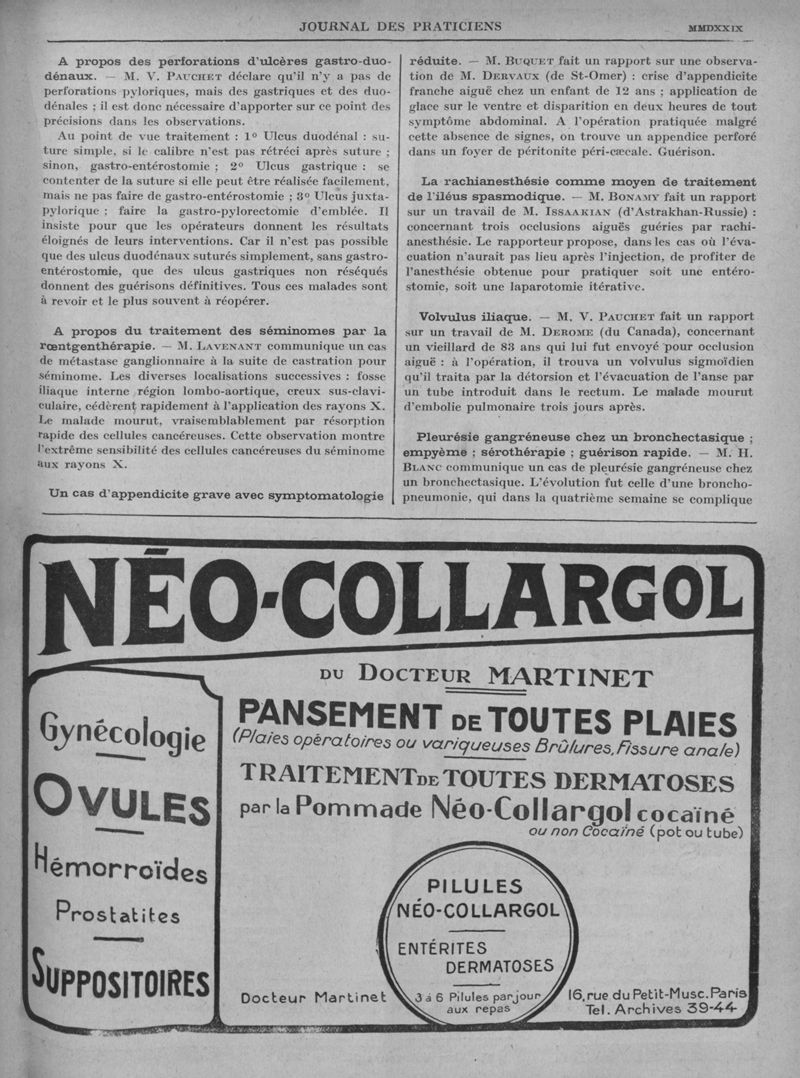 JOURNAL DES PRATICIENS
MMDXXIX
A propos des perforations d'ulcères gastro-duo-
dénaux. — M. V. PAUCHET déclare qu'il n'y a pas de
perforations pyloriques, mais des gastriques et des duo-
dénales ; il est donc nécessaire d'apporter sur ce point des
précisions dans les observations.
Au point de vue traitement : 1º Ulcus duodénal : su-
ture simple, si le calibre n'est pas rétréci après suture ;
sinon, gastro-entérostomie ; 2º Ulcus gastrique : se
contenter de la suture si elle peut être réalisée facilement,
mais ne pas faire de gastro-entérostomie ; 3º Ulcus juxta-
pylorique : faire la gastro-pylorectomie d'emblée. Il
insiste pour que les opérateurs donnent les résultats
éloignés de leurs interventions. Car il n'est pas possible
que des ulcus duodénaux suturés simplement, sans gastro-
entérostomie, que des ulcus gastriques non réséqués
donnent des guérisons définitives. Tous ces malades sont
à revoir et le plus souvent à réopérer.
A propos du traitement des séminomes par la
rœntgenthérapie. — M. LAVENANT communique un cas
de métastase ganglionnaire à la suite de castration pour
séminome. Les diverses localisations successives : fosse
iliaque interne région lombo-aortique, creux sus-clavi-
culaire, cédèrent rapidement à l'application des rayons X.
Le malade mourut, vraisemblablement par résorption
rapide des cellules cancéreuses. Cette observation montre
l'extrême sensibilité des cellules cancéreuses du séminome
aux rayons X.
Un cas d'appendicite grave avec symptomatologie
réduite. — M. BUQUET fait un rapport sur une observa-
tion de M. DERVAUX (de St-Omer) : crise d'appendicite
franche aiguë chez un enfant de 12 ans ; application de
glace sur le ventre et disparition en deux heures de tout
symptôme abdominal. A l'opération pratiquée malgré
cette absence de signes, on trouve un appendice perforé
dans un foyer de péritonite péri-cæcale. Guérison.
La rachianesthésie comme moyen de traitement
de l'iléus spasmodique. — M. BONAMY fait un rapport
sur un travail de M. ISSAAKIAN (d'Astrakhan-Russie) :
concernant trois occlusions aiguës guéries par rachi-
anesthésie. Le rapporteur propose, dans les cas où l'éva-
cuation n'aurait pas lieu après l'injection, de profiter de
l'anesthésie obtenue pour pratiquer soit une entéro-
stomie, soit une laparotomie itérative.
Volvulus iliaque. — M. V. PAUCHET fait un rapport
sur un travail de M. DEROME (du Canada), concernant
un vieillard de 83 ans qui lui fut envoyé pour occlusion
aiguë : à l'opération, il trouva un volvulus sigmoïdien
qu'il traita par la détorsion et l'évacuation de l'anse par
un tube introduit dans le rectum. Le malade mourut
d'embolie pulmonaire trois jours après.
Pleurésie gangréneuse chez un bronchectasique ;
empyème ; sérothérapie ; guérison rapide. — M. H.
BLANC communique un cas de pleurésie gangréneuse chez
un bronchectasique. L'évolution fut celle d'une broncho-
pneumonie, qui dans la quatrième semaine se complique
NÉO-COLLARGOL
DU DOCTEUR MARTINET
Gynécologie
OVULES
Hémorroïdes
Prostatites
SUPPOSITOIRES
PANSEMENT DE TOUTES PLAIES
(Plaies opératoires ou variqueuses Brûlures, Fissure anale)
TRAITEMENT DE TOUTES DERMATOSES
par la Pommade Néo-Collargol cocaïné
ou non Cocaïné (pot ou tube)
PILULES
NÉO-COLLARGOL
ENTÉRITES
DERMATOSES
3 à 6 Pilules par jour
aux repas
Docteur Martinet
16, rue du Petit-Musc. Paris
Tel. Archives 39-44